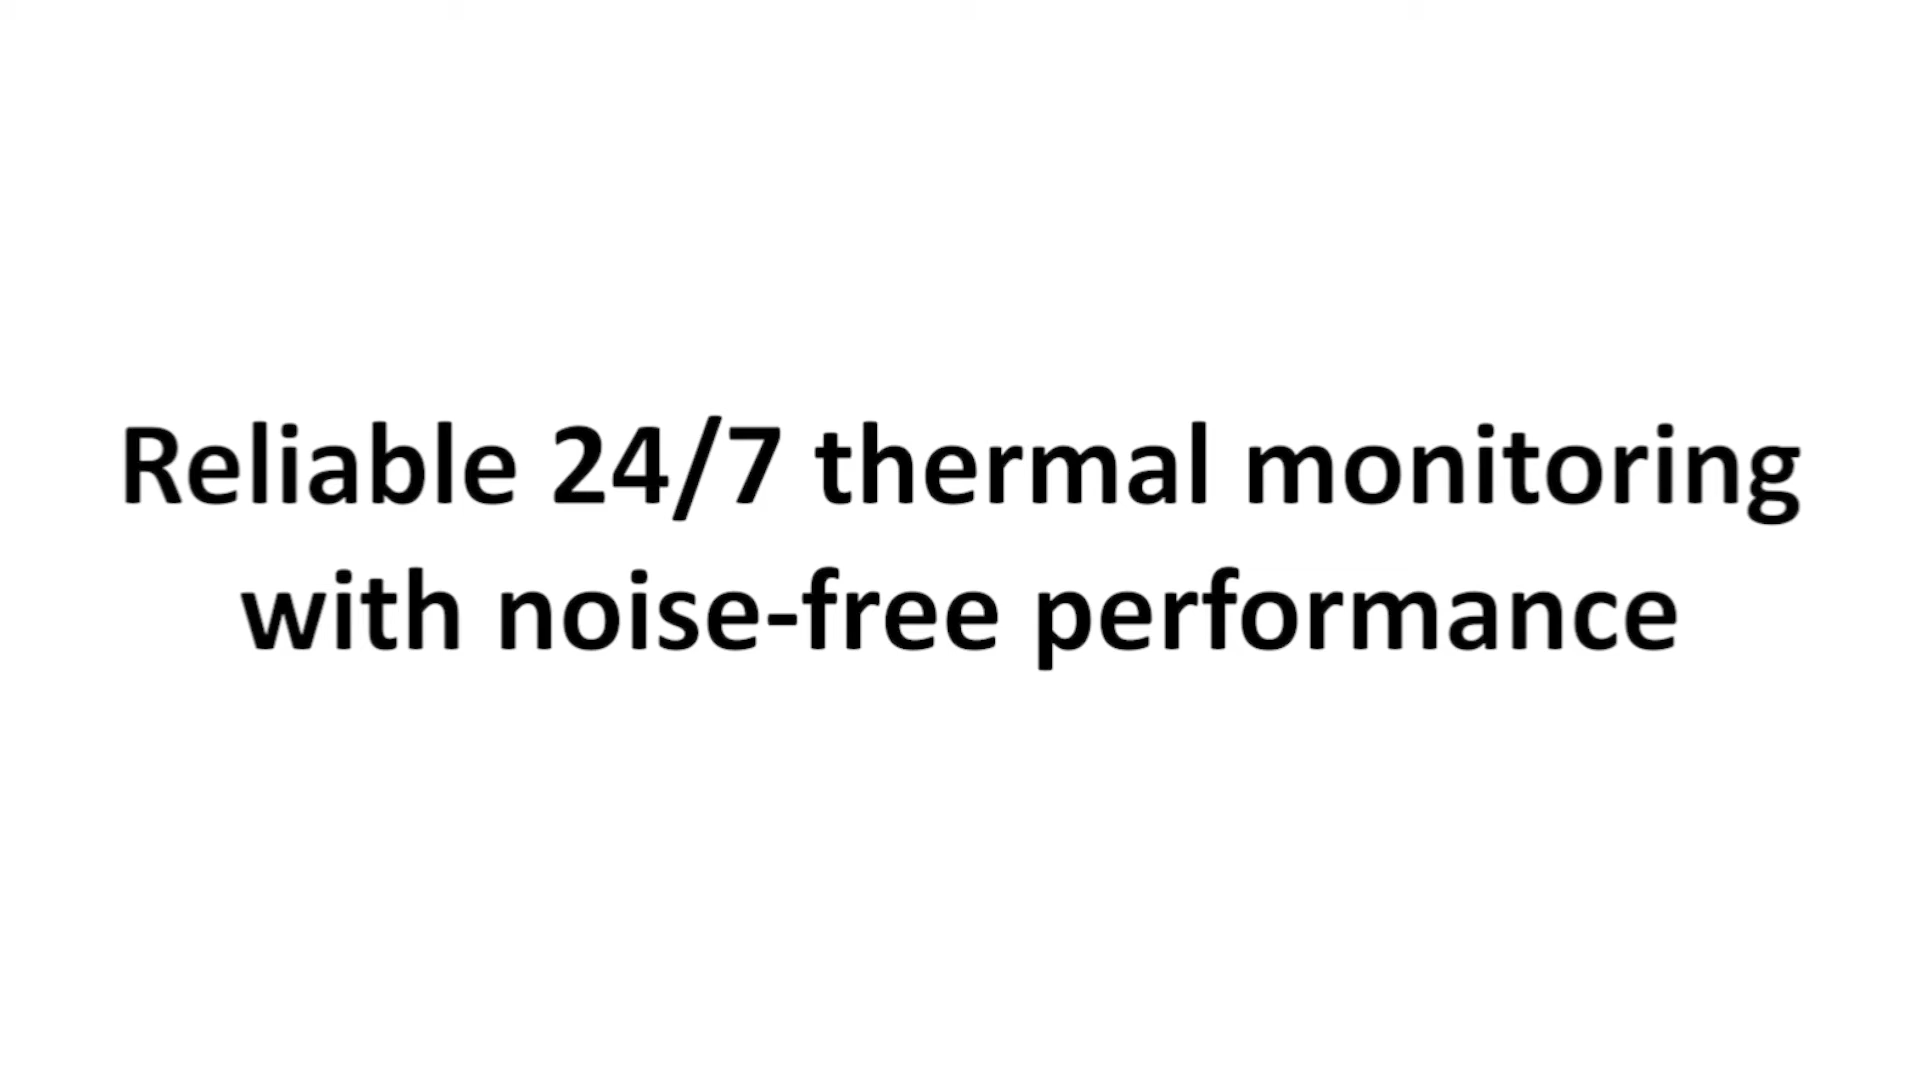 Reliable 24/7 thermal monitoring
with noise-free performance